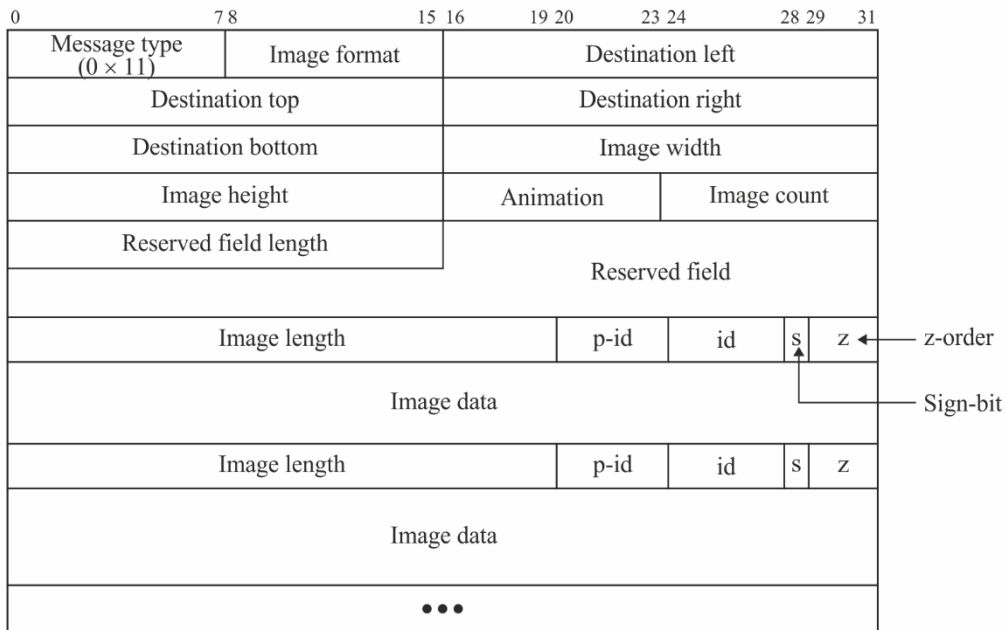 0 7 8 15 16 19 20 23 24 28 29 31
Message type
(0 × 11)
Image format
Destination left
Destination top
Destination right
Destination bottom
Image width
Image height
Animation
Image count
Reserved field length
Reserved field
Image length
p-id
id
s
z
z-order
Sign-bit
Image data
Image length
p-id
id
s
z
Image data
•••